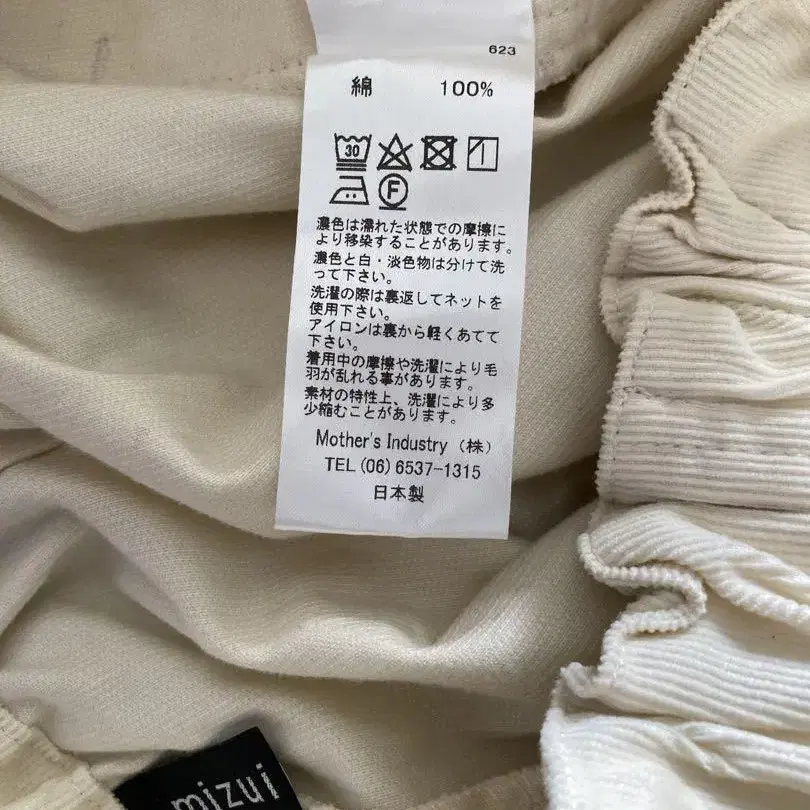 623
綿 100%
30
F
濃色は濡れた状態での摩擦に
より移染することがあります。
濃色と白・淡色物は分けて洗
って下さい。
洗濯の際は裏返してネットを
使用下さい。
アイロンは裏から軽くあてて
下さい。
着用中の摩擦や洗濯により毛
羽が乱れる事があります。
素材の特性上、洗濯により多
少縮むことがあります。
Mother's Industry（株）
TEL(06)6537-1315
日本製
mizui